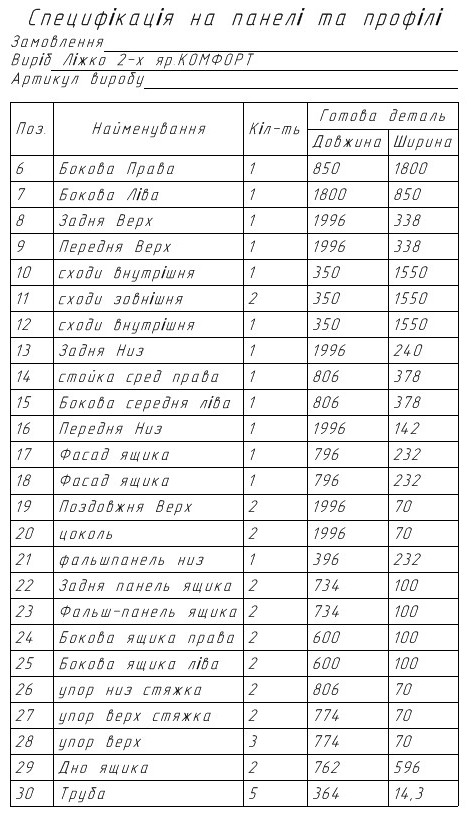 Специфікація на панелі та профілі
Замовлення
Виріб Ліжко 2-х яр.КОМФОРТ
Артикул виробу
Поз. Найменування Кіл-ть Готова деталь
Довжина Ширина
6 Бокова Права 1 850 1800
7 Бокова Ліва 1 1800 850
8 Задня Верх 1 1996 338
9 Передня Верх 1 1996 338
10 сходи внутрішня 1 350 1550
11 сходи зовнішня 2 350 1550
12 сходи внутрішня 1 350 1550
13 Задня Низ 1 1996 240
14 стойка сред права 1 806 378
15 Бокова середня ліва 1 806 378
16 Передня Низ 1 1996 142
17 Фасад ящика 1 796 232
18 Фасад ящика 1 796 232
19 Поздовжня Верх 2 1996 70
20 цоколь 2 1996 70
21 фальшпанель низ 1 396 232
22 Задня панель ящика 2 734 100
23 Фальш-панель ящика 2 734 100
24 Бокова ящика права 2 600 100
25 Бокова ящика ліва 2 600 100
26 упор низ стяжка 2 806 70
27 упор верх стяжка 2 774 70
28 упор верх 3 774 70
29 Дно ящика 2 762 596
30 Труба 5 364 14,3